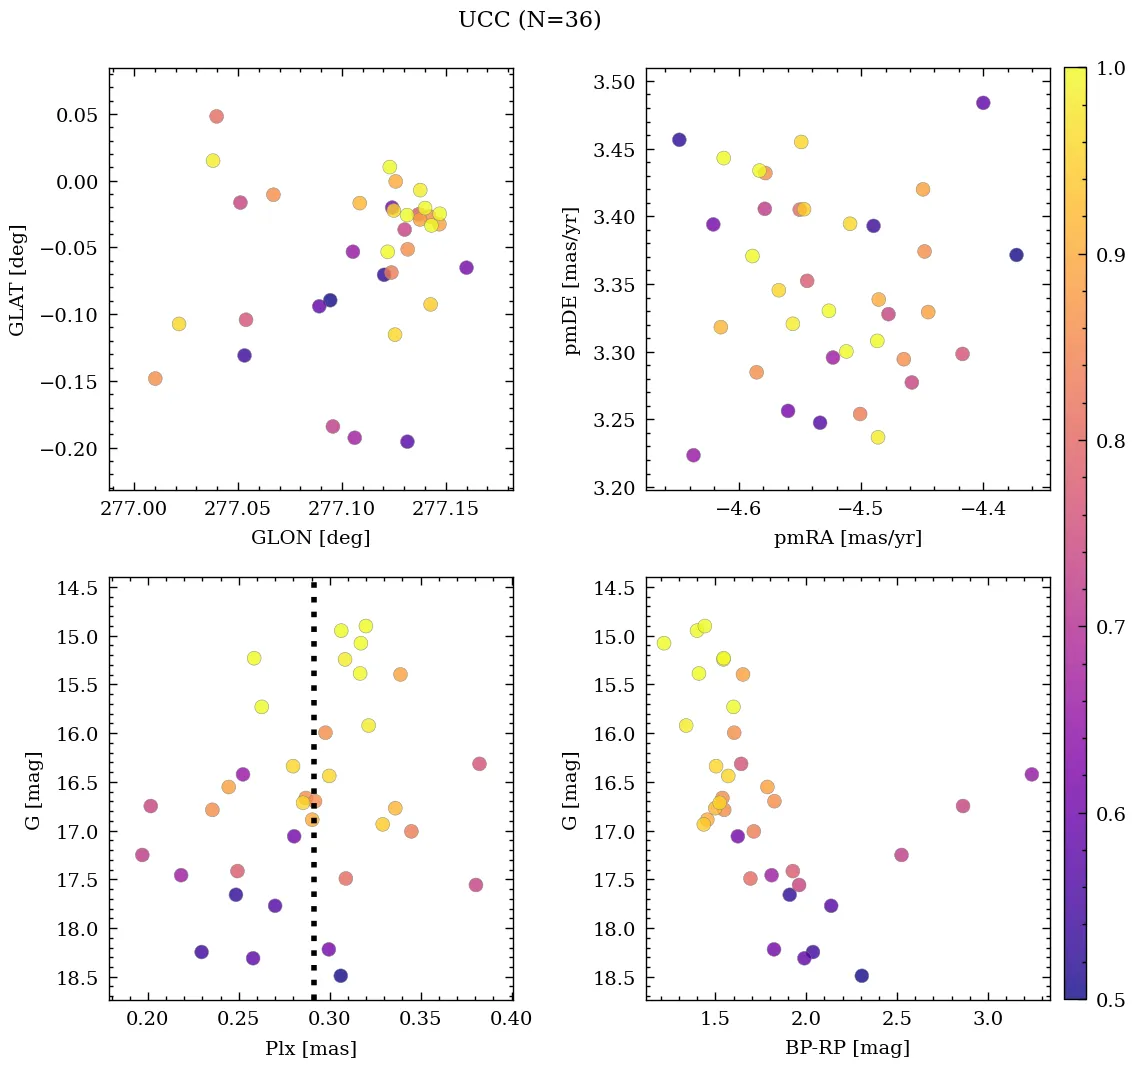 UCC (N=36)
0.05
0.00
−0.05
−0.10
−0.15
−0.20
GLAT [deg]
277.00 277.05 277.10 277.15
GLON [deg]
3.50
3.45
3.40
3.35
3.30
3.25
3.20
pmDE [mas/yr]
−4.6 −4.5 −4.4
pmRA [mas/yr]
14.5
15.0
15.5
16.0
16.5
17.0
17.5
18.0
18.5
G [mag]
0.20 0.25 0.30 0.35 0.40
Plx [mas]
14.5
15.0
15.5
16.0
16.5
17.0
17.5
18.0
18.5
G [mag]
1.5 2.0 2.5 3.0
BP-RP [mag]
1.0
0.9
0.8
0.7
0.6
0.5